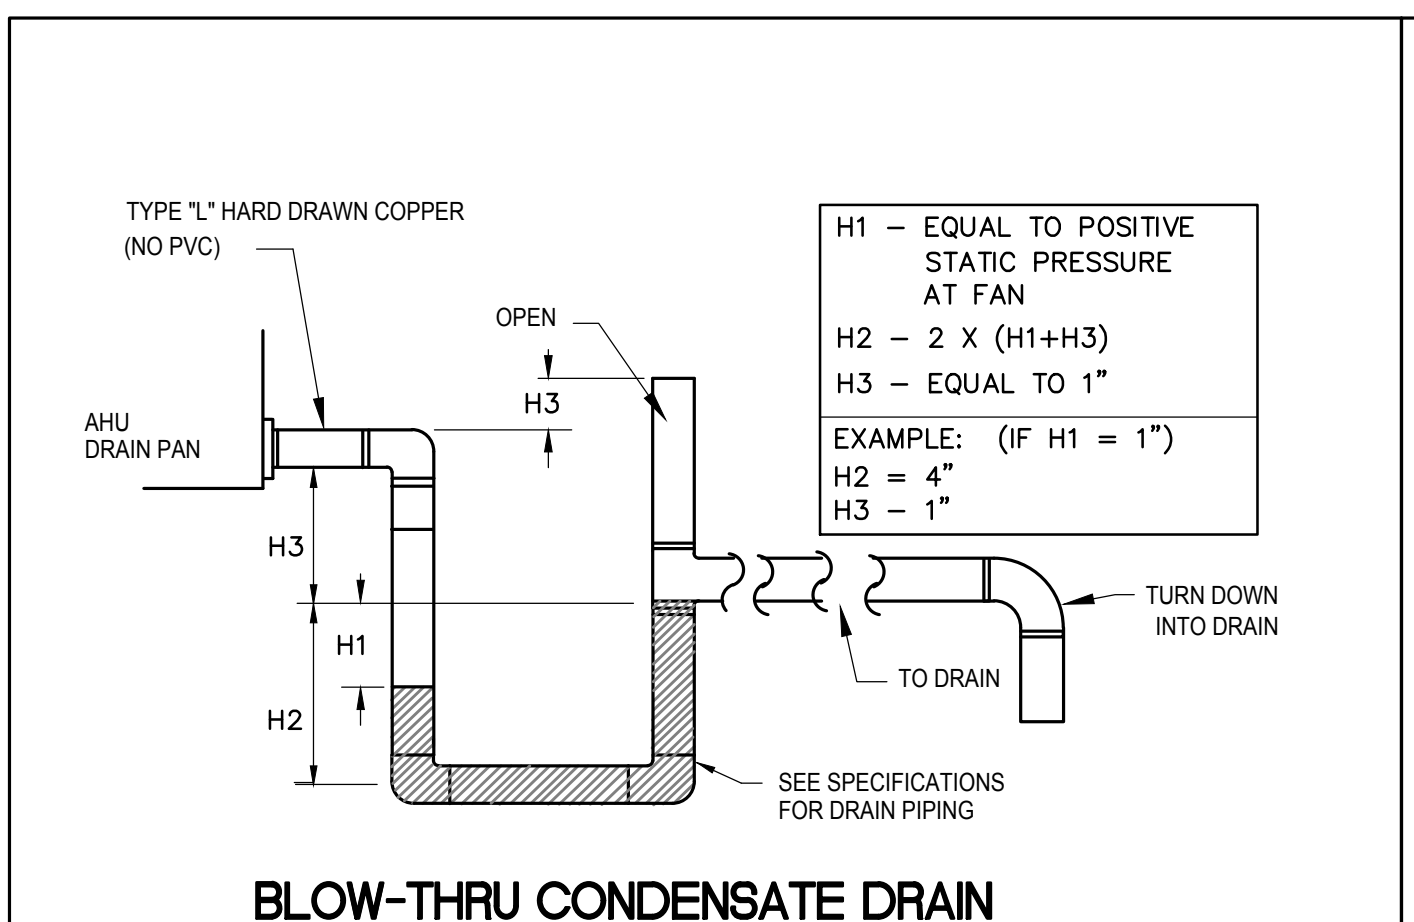 TYPE "L" HARD DRAWN COPPER
(NO PVC)
OPEN
H3
AHU
DRAIN PAN
H3
H1
H2
H1 – EQUAL TO POSITIVE
STATIC PRESSURE
AT FAN
H2 – 2 X (H1+H3)
H3 – EQUAL TO 1”
EXAMPLE: (IF H1 = 1”)
H2 = 4”
H3 – 1”
TURN DOWN
INTO DRAIN
TO DRAIN
SEE SPECIFICATIONS
FOR DRAIN PIPING
BLOW-THRU CONDENSATE DRAIN